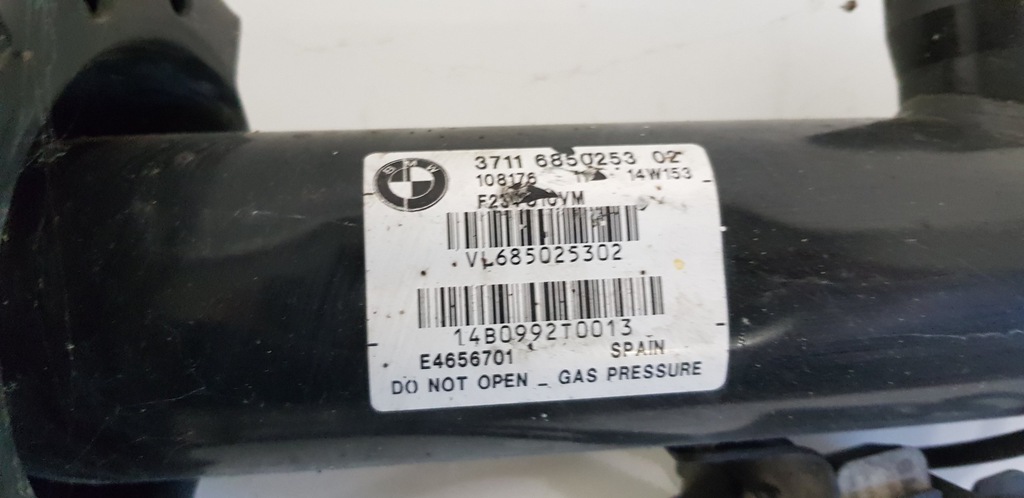 BMW
3711 6850253 02
108176 14W153
VL685025302
14B0992T0013
E4656701 SPAIN
DO NOT OPEN _ GAS PRESSURE